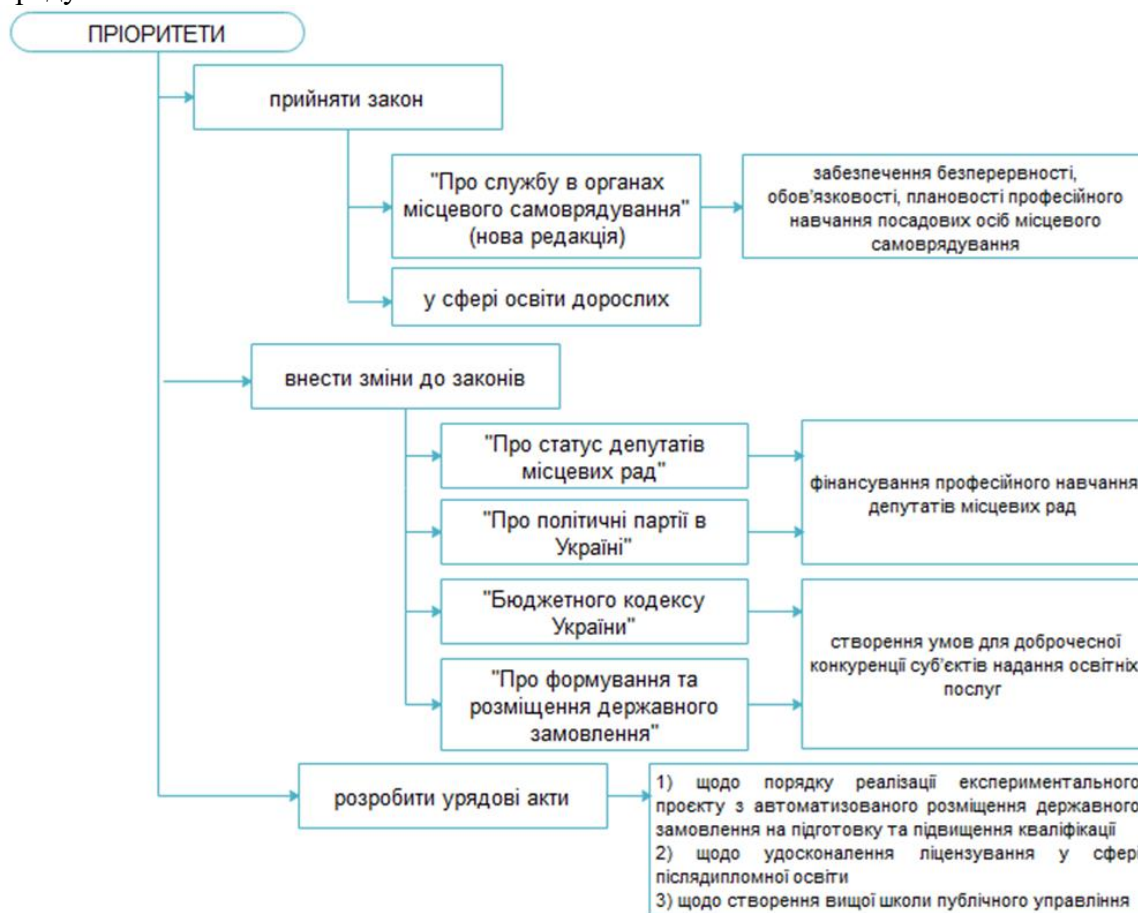 ПРІОРИТЕТИ
прийняти закон
"Про службу в органах
місцевого самоврядування"
(нова редакція)
забезпечення безперервності,
обов'язковості, плановості професійного
навчання посадових осіб місцевого
самоврядування
у сфері освіти дорослих
внести зміни до законів
"Про статус депутатів
місцевих рад"
"Про політичні партії в
Україні"
фінансування професійного навчання
депутатів місцевих рад
"Бюджетного кодексу
України"
"Про формування та
розміщення державного
замовлення"
створення умов для доброчесної
конкуренції суб'єктів надання освітніх
послуг
розробити урядові акти
1) щодо порядку реалізації експериментального
проєкту з автоматизованого розміщення державного
замовлення на підготовку та підвищення кваліфікації
2) щодо удосконалення ліцензування у сфері
післядипломної освіти
3) щодо створення вищої школи публічного управління